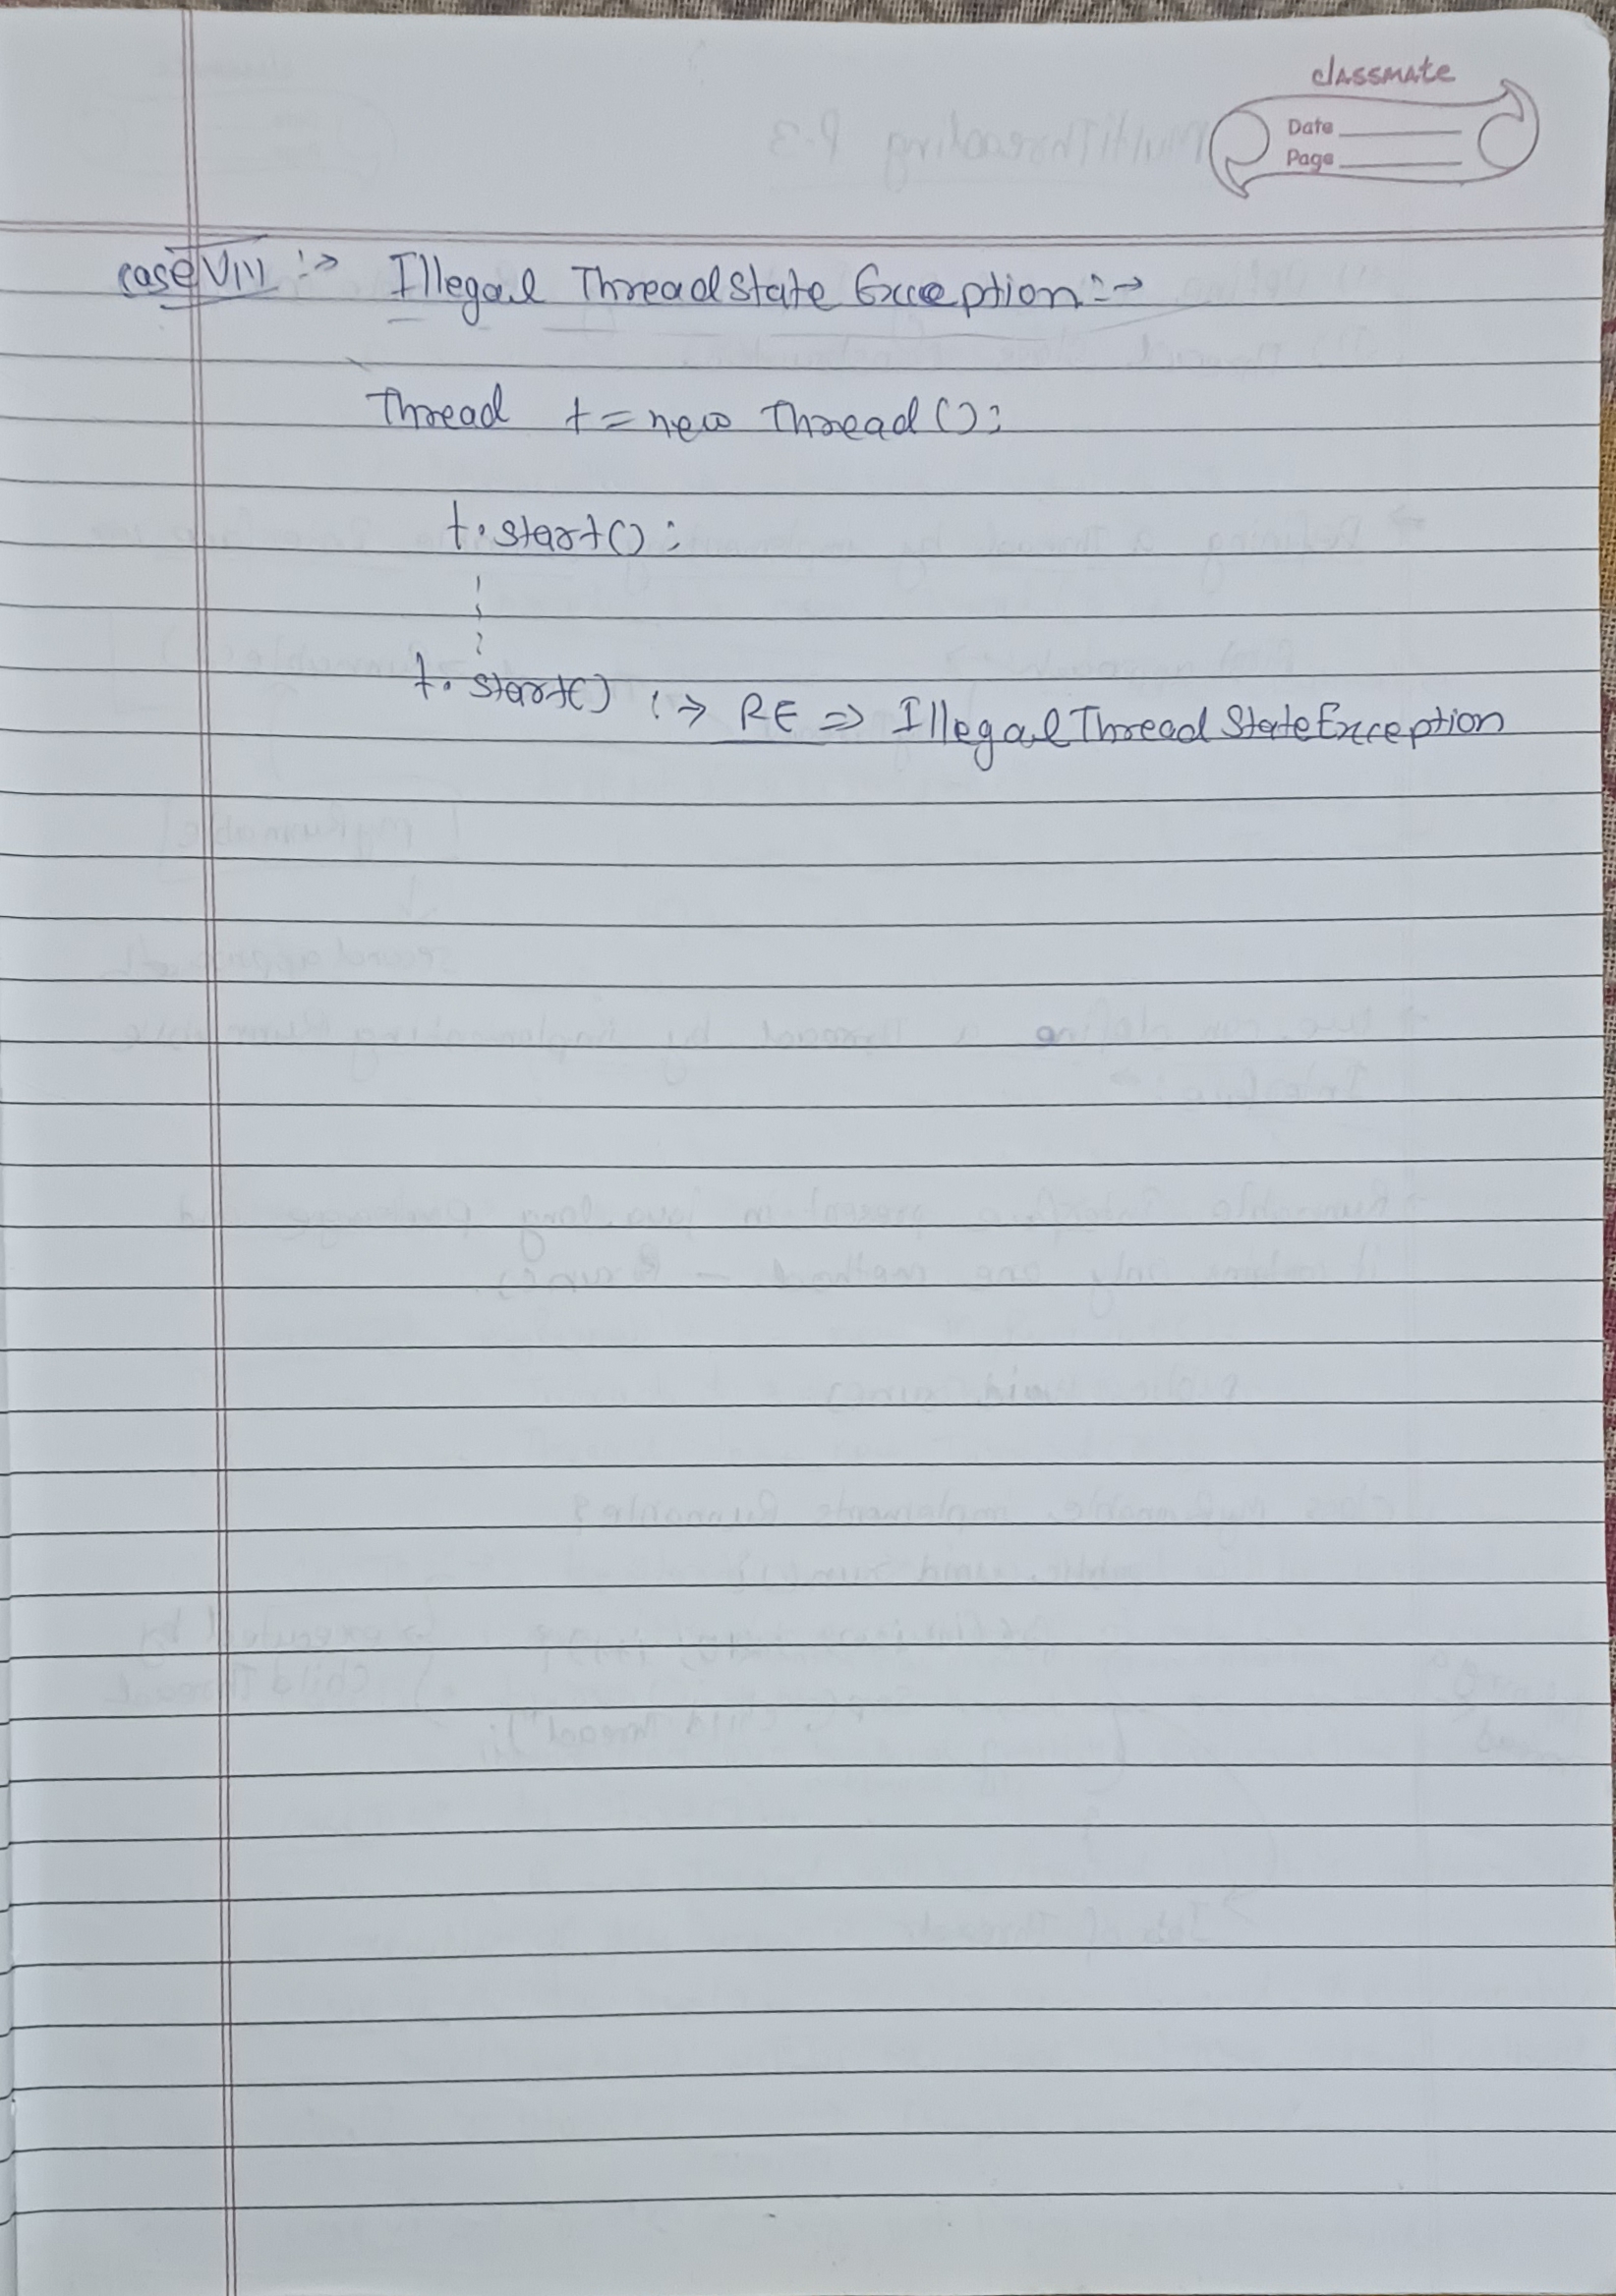 classmate
Date
Page
case VIII :→ Illegal ThreadState Exception :→
Thread t = new Thread ();
t. start();
t. start() :→ RE => IllegalThreadStateException